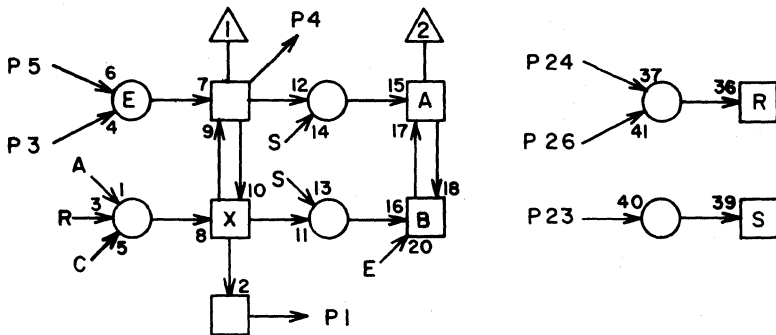 1 P4 2
P5 6 7 12 15 P24 37 36
E A R
P3 4 9 S 14 17 P26 41
A 1 10 S 13 18
R 3 X 16 B P23 40 39 S
5 8 11 20
C E
2 P1